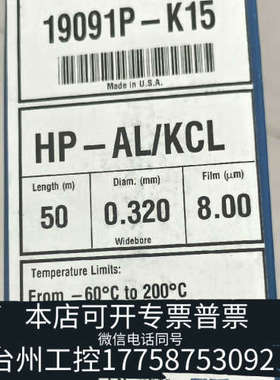 19091P–K15
Made in U.S.A.
HP–AL/KCL
Length (m)
Diam. (mm)
Film (μm)
50
0.320
8.00
Widebore
Temperature Limits:
From –60°C to 200°C
本店可开专票普票
微信电话同号
台州工控17758753092